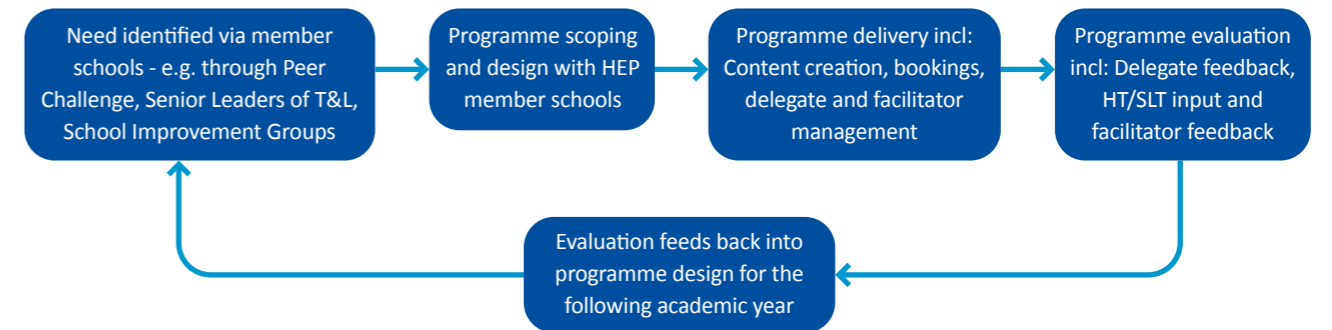 Need identified via member
schools - e.g. through Peer
Challenge, Senior Leaders of T&L,
School Improvement Groups
Programme scoping
and design with HEP
member schools
Programme delivery incl:
Content creation, bookings,
delegate and facilitator
management
Programme evaluation
incl: Delegate feedback,
HT/SLT input and
facilitator feedback
Evaluation feeds back into
programme design for the
following academic year